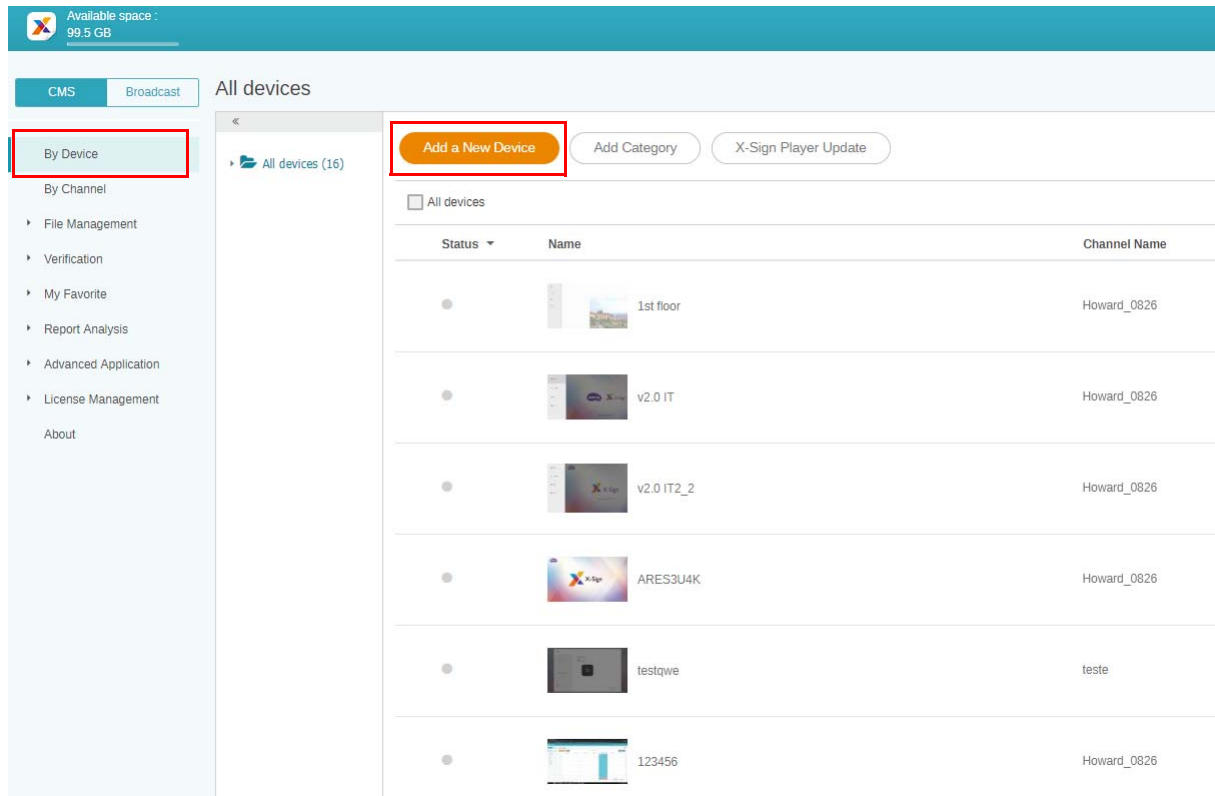 Available space :
99.5 GB
CMS Broadcast
All devices
«
By Device
By Channel
File Management
Verification
My Favorite
Report Analysis
Advanced Application
License Management
About
All devices (16)
Add a New Device Add Category X-Sign Player Update
All devices
Status Name Channel Name
1st floor Howard_0826
v2.0 IT Howard_0826
v2.0 IT2_2 Howard_0826
X-Sign
ARES3U4K Howard_0826
testqwe teste
123456 Howard_0826